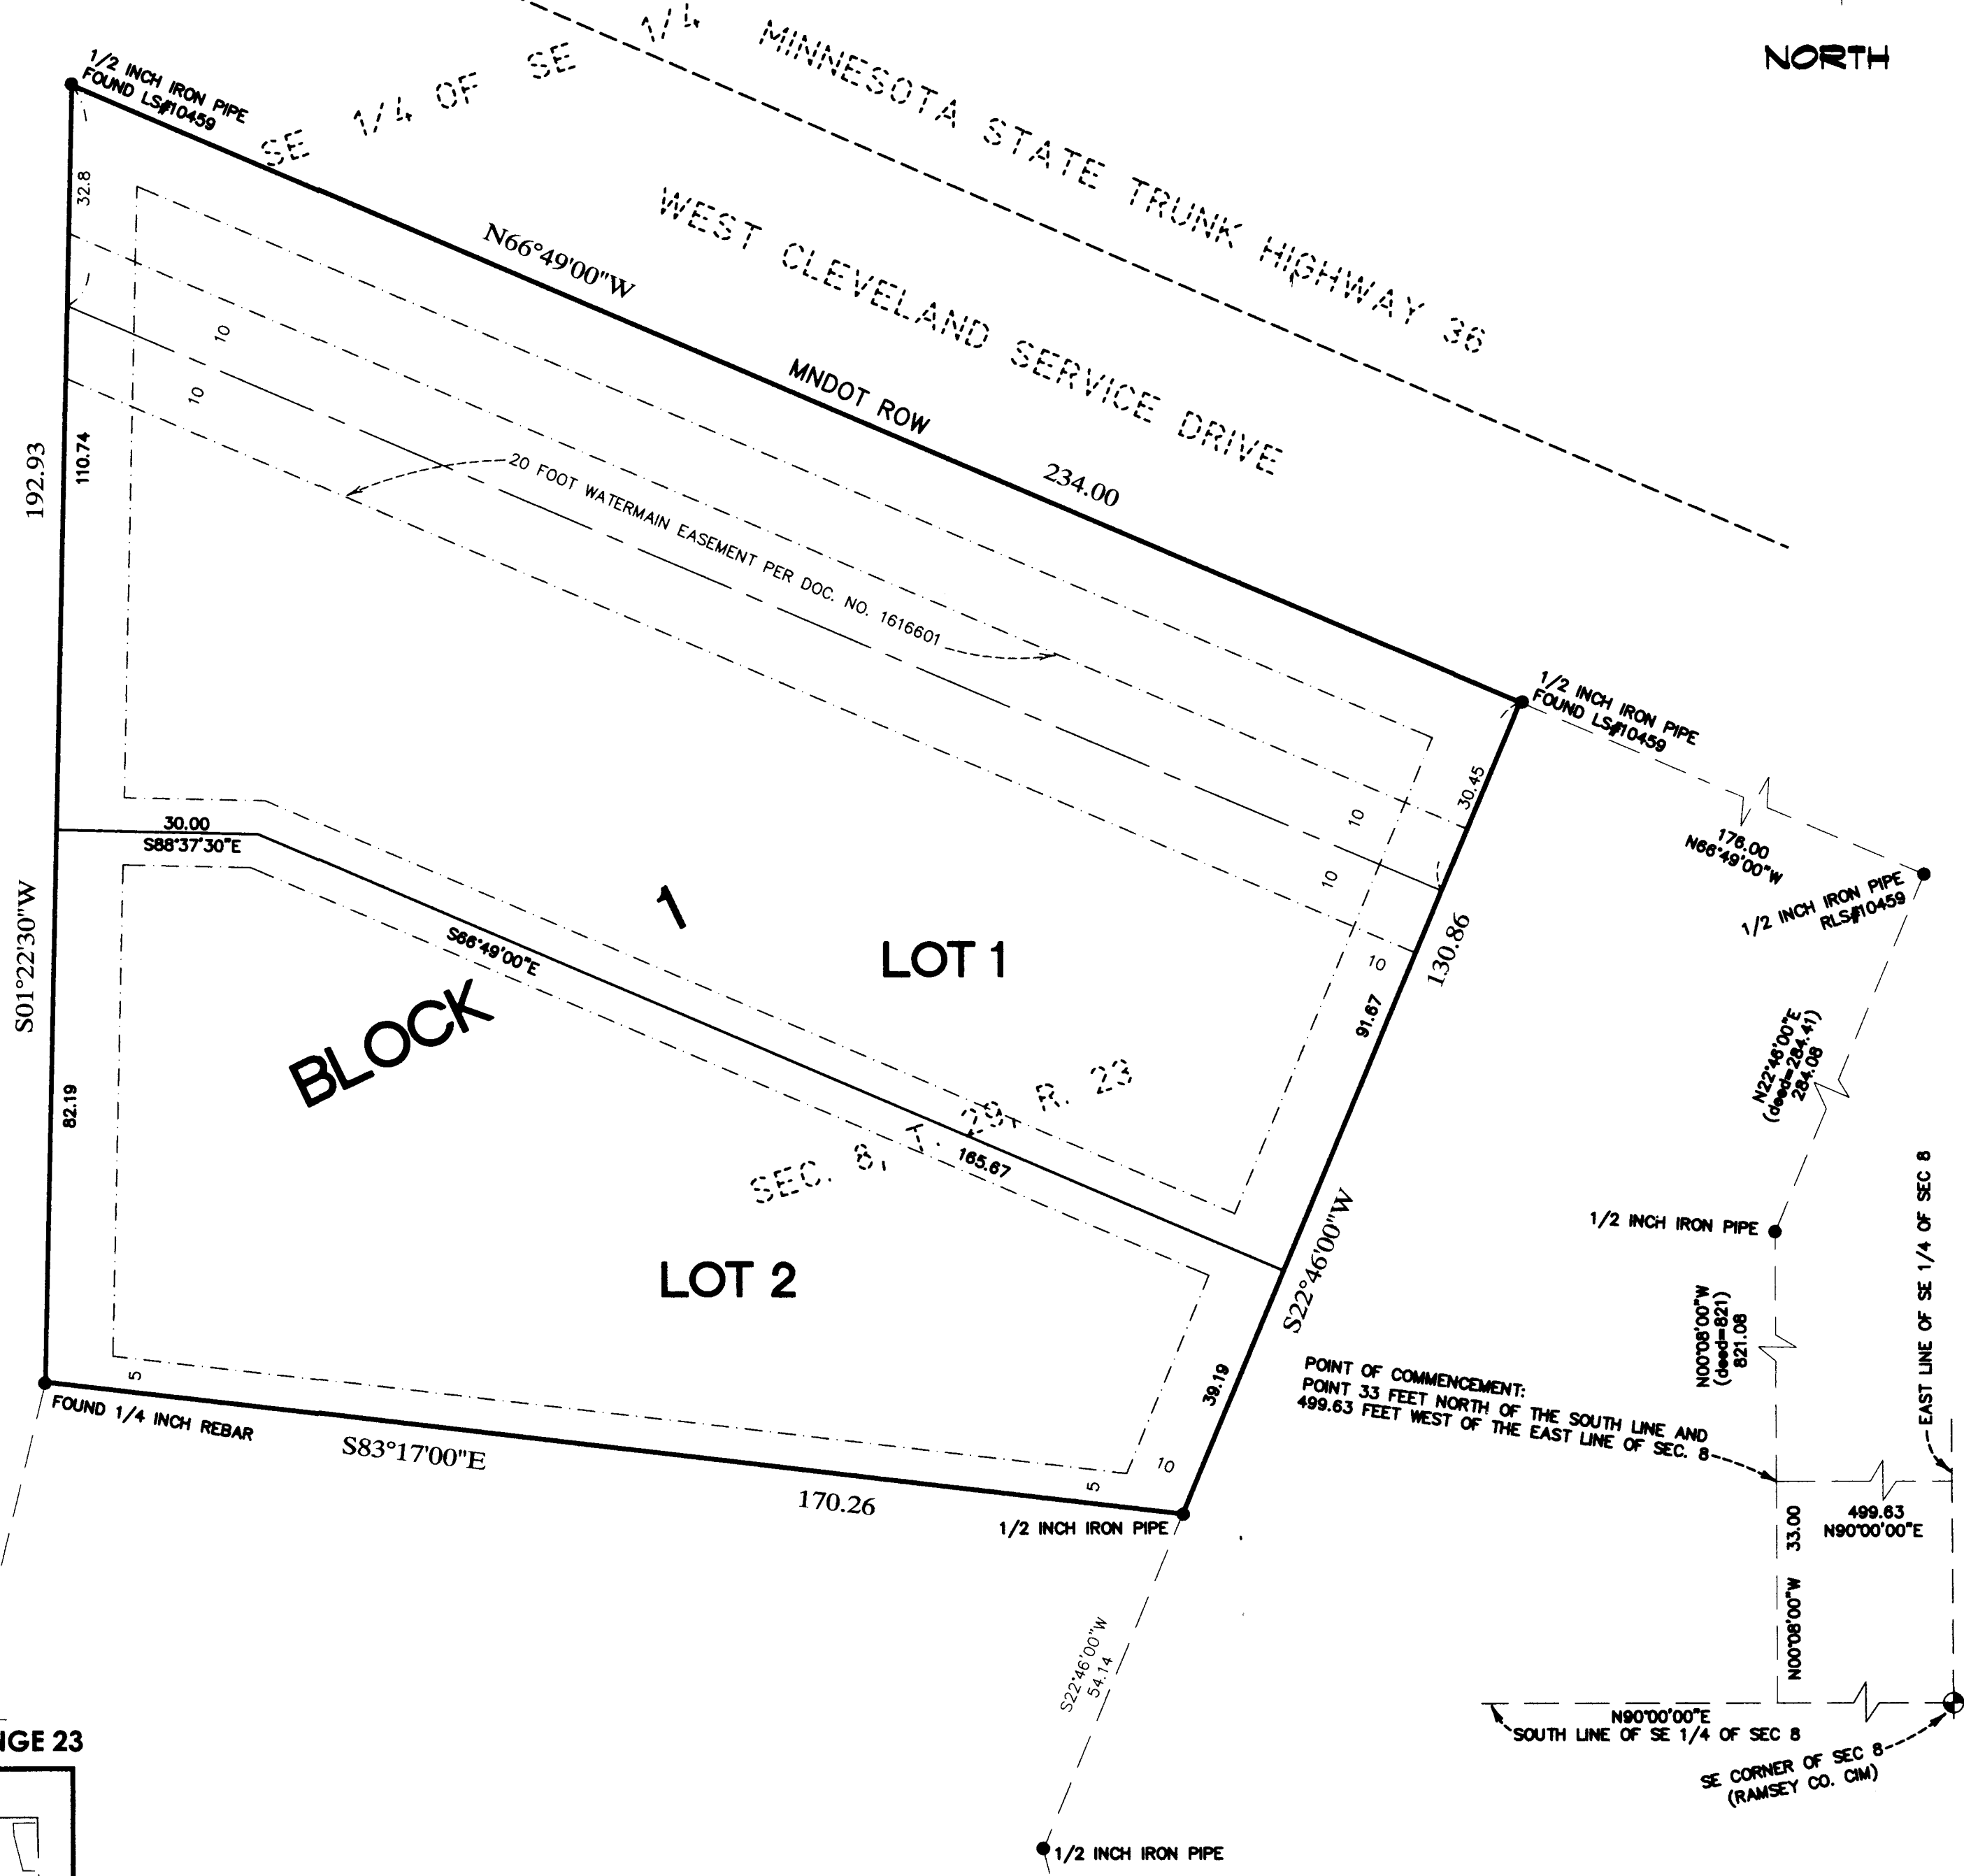 NORTH
MINNESOTA STATE TRUNK HIGHWAY 36
SE 1/4 OF SE 1/4
1/2 INCH IRON PIPE
FOUND LS#10459
WEST CLEVELAND SERVICE DRIVE
32.8
N66°49'00"W
MNDOT ROW
234.00
10
10
192.93
110.74
20 FOOT WATERMAIN EASEMENT PER DOC. NO. 1616601
1/2 INCH IRON PIPE
FOUND LS#10459
30.45
10
10
10
176.00
N66°49'00"W
1/2 INCH IRON PIPE
RLS#10459
30.00
S88°37'30"E
S01°22'30"W
S66°49'00"E
1
LOT 1
130.86
91.67
BLOCK
SEC. 8, T. 29, R. 23
165.67
N22°46'00"E
(deed=284.41)
284.08
82.19
LOT 2
S22°46'00"W
1/2 INCH IRON PIPE
EAST LINE OF SE 1/4 OF SEC 8
N00°08'00"W
(deed=821)
821.08
39.19
5
FOUND 1/4 INCH REBAR
S83°17'00"E
170.26
5
10
1/2 INCH IRON PIPE
POINT OF COMMENCEMENT:
POINT 33 FEET NORTH OF THE SOUTH LINE AND
499.63 FEET WEST OF THE EAST LINE OF SEC. 8
499.63
N90°00'00"E
33.00
N00°08'00"W
S22°46'00"W
54.14
N90°00'00"E
SOUTH LINE OF SE 1/4 OF SEC 8
SE CORNER OF SEC 8
(RAMSEY CO. CIM)
NGE 23
1/2 INCH IRON PIPE